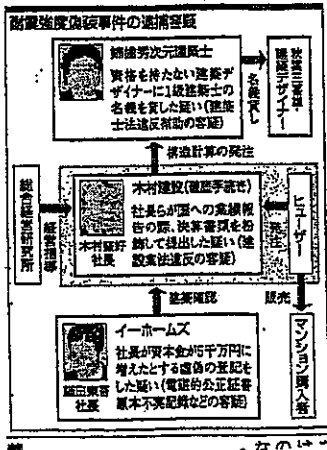 耐震強度偽装事件の逮捕容疑
姉歯秀次元建築士
資格を持たない建築デ
ザイナーに1級建築士の
名義を貸した疑い(建築
士法違反幇助の容疑)
名義貸し
建築デザイナー
構造計算の発注
総合経営研究所
経営指導
木村建設(破産手続き)
社長らが国への業績報
告の際、決算書類を粉
飾して提出した疑い(建
設業法違反の容疑)
木村盛好
社長
発注
ヒューザー
建築確認
販売
マンション購入者
イーホームズ
社長が資本金が5千万円に
増えたとする虚偽の登記を
した疑い(電磁的公正証書
原本不実記録などの容疑)
藤田東吾
社長